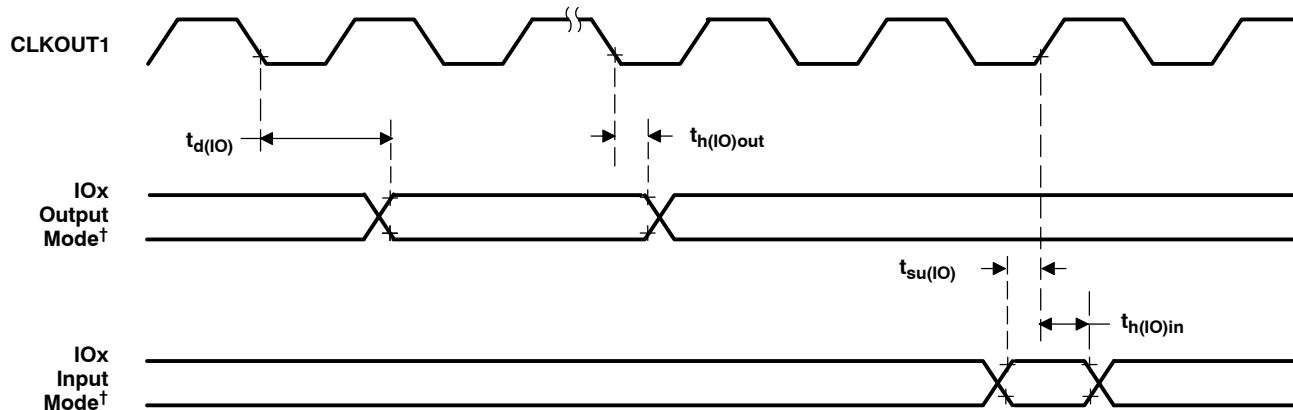 CLKOUT1
td(IO)
th(IO)out
IOx
Output
Mode†
tsu(IO)
th(IO)in
IOx
Input
Mode†